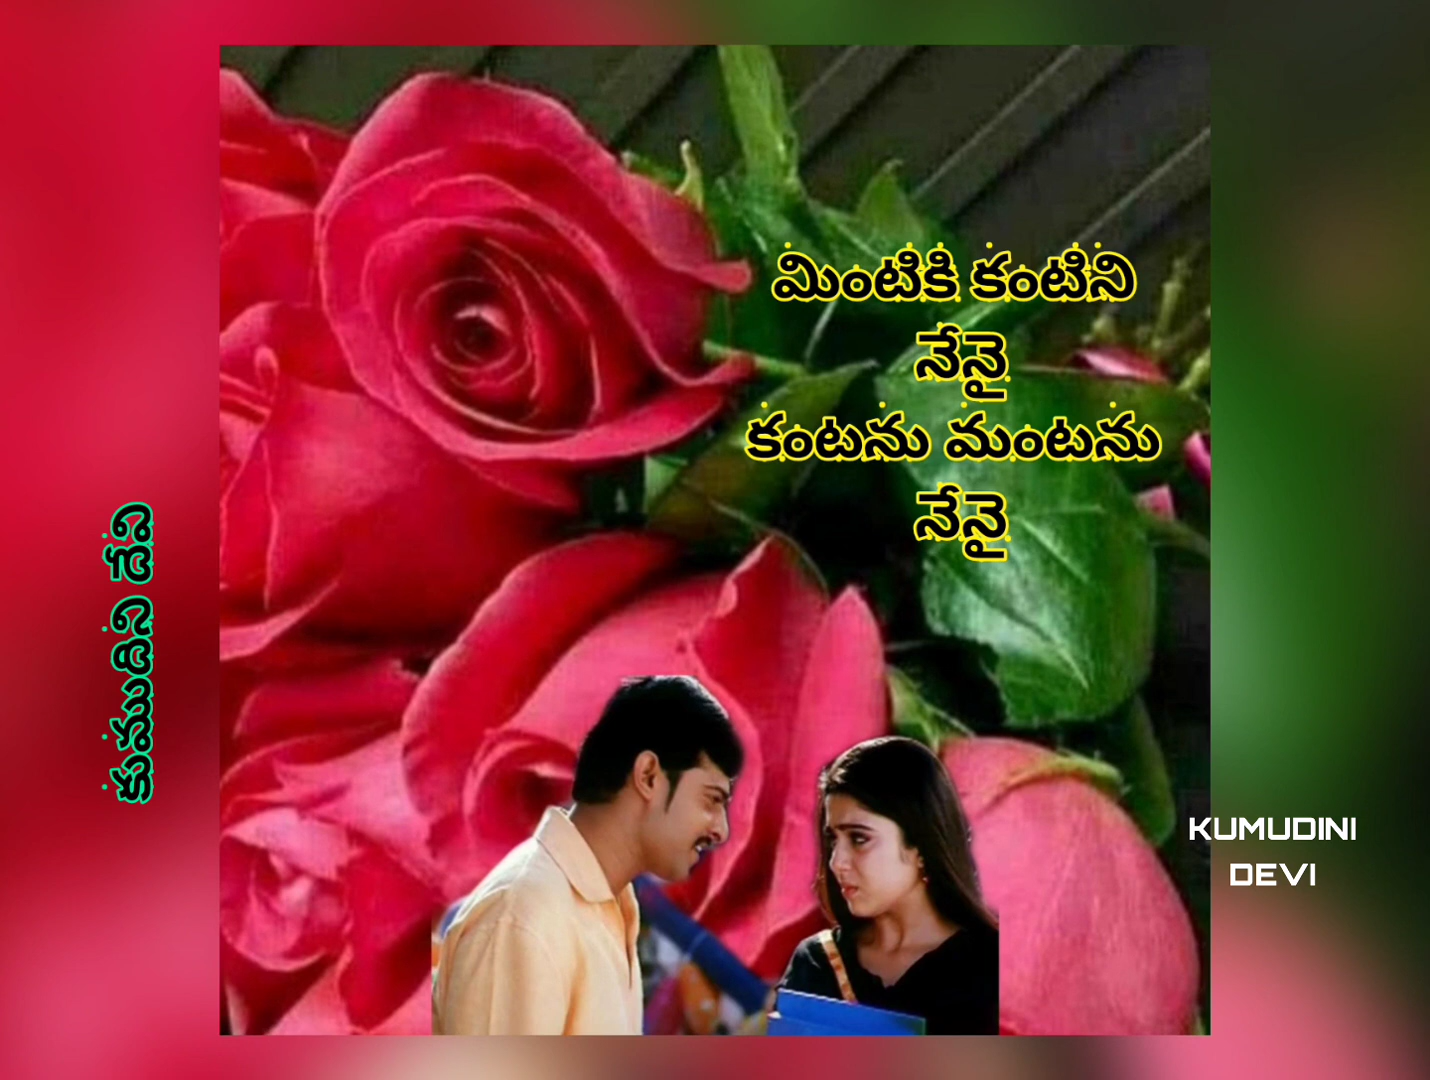 మింటికి కంటిని
నేనై
కంటను మంటను
నేనై
కుముదిని దేవి
KUMUDINI
DEVI